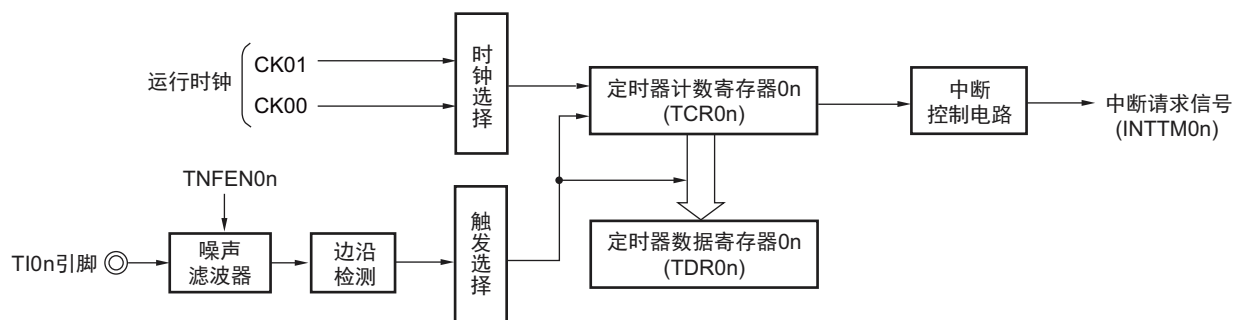 运行时钟
CK01
CK00
时钟选择
定时器计数寄存器0n
(TCR0n)
中断
控制电路
中断请求信号
(INTTM0n)
TNFEN0n
TI0n引脚
噪声
滤波器
边沿
检测
触发选择
定时器数据寄存器0n
(TDR0n)